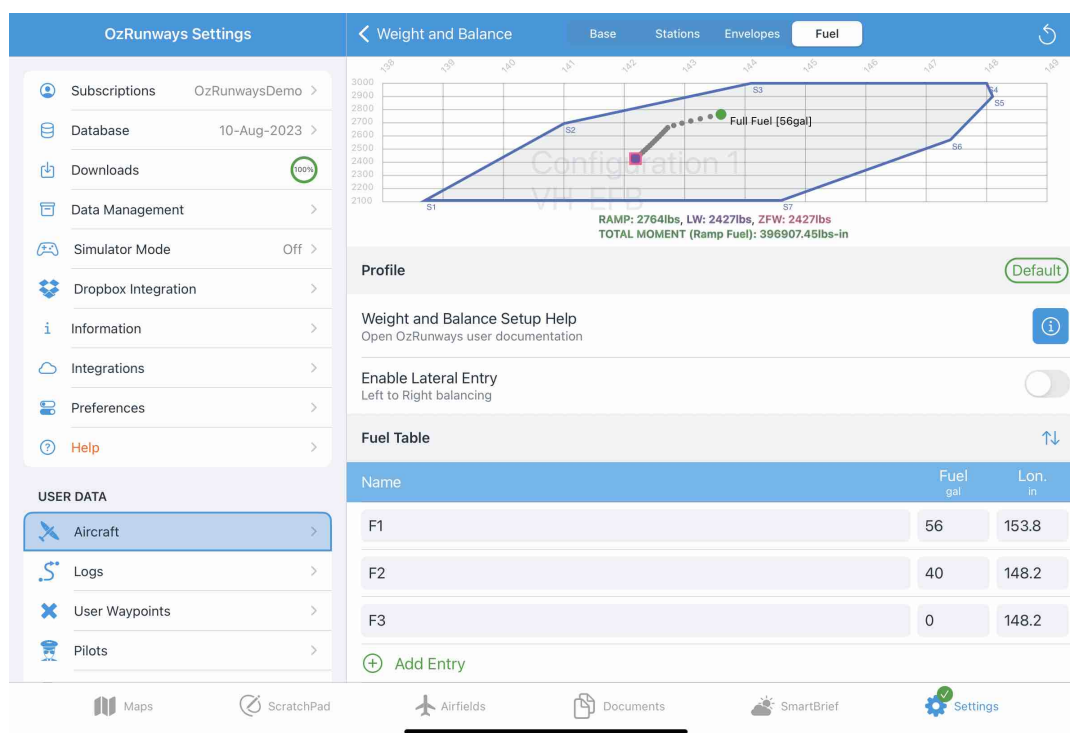 OzRunways Settings
Weight and Balance
Base Stations Envelopes Fuel
Subscriptions OzRunwaysDemo
Database 10-Aug-2023
Downloads 100%
Data Management
Simulator Mode Off
Dropbox Integration
Information
Integrations
Preferences
Help
USER DATA
Aircraft
Logs
User Waypoints
Pilots
138 139 140 141 142 143 144 145 146 147 148 149
3000
2900
2800
2700
2600
2500
2400
2300
2200
2100
S1
S2
S3
S4
S5
S6
S7
Full Fuel [56gal]
Configuration 1
VH-EFB
RAMP: 2764lbs, LW: 2427lbs, ZFW: 2427lbs
TOTAL MOMENT (Ramp Fuel): 396907.45lbs-in
Profile Default
Weight and Balance Setup Help
Open OzRunways user documentation
Enable Lateral Entry
Left to Right balancing
Fuel Table
Name Fuel gal Lon. in
F1 56 153.8
F2 40 148.2
F3 0 148.2
Add Entry
Maps ScratchPad Airfields Documents SmartBrief Settings